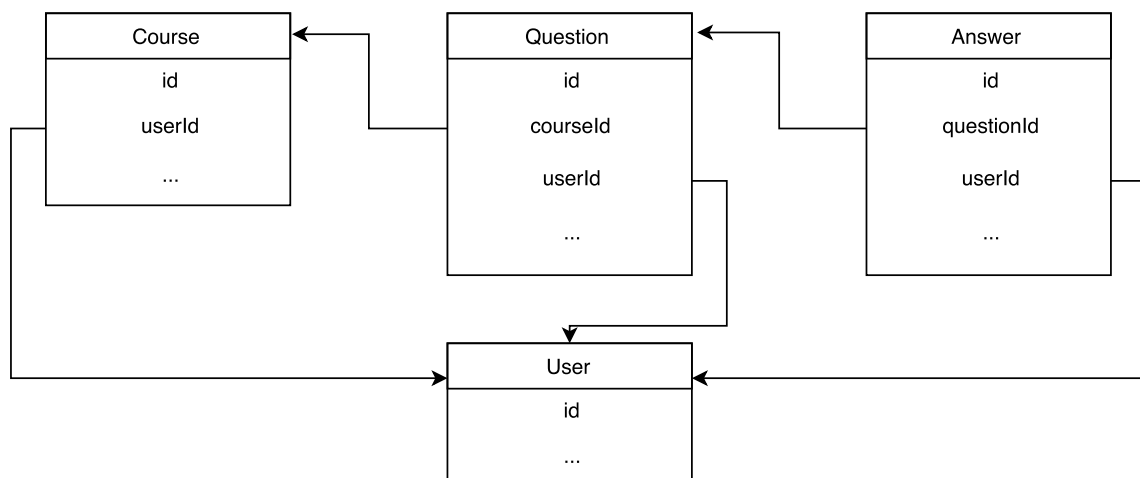 Course
id
userId
...
Question
id
courseId
userId
...
Answer
id
questionId
userId
...
User
id
...